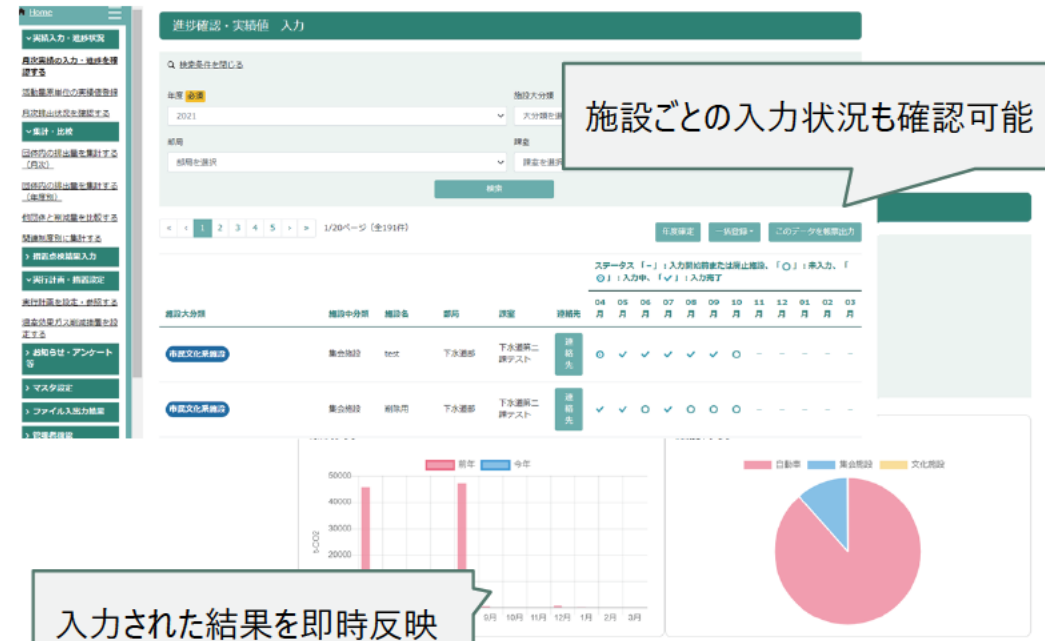 Home
進捗確認・実績値 入力
∨実績入力・進捗状況
月次実績の入力・進捗を確認する
活動量原単位の実績値登録
月次排出状況を確認する
∨集計・比較
団体内の排出量を集計する（月次）
団体内の排出量を集計する（年度別）
他団体と削減量を比較する
関連制度別に集計する
> 措置点検結果入力
∨実行計画・措置設定
実行計画を設定・参照する
温室効果ガス削減措置を設定する
> お知らせ・アンケート等
> マスタ設定
> ファイル入出力結果
検索条件を閉じる
年度 必須
施設大分類
2021
大分類を選
部局
課室
部局を選択
課室を選択
検索
施設ごとの入力状況も確認可能
« ‹ 1 2 3 4 5 › » 1/20ページ（全191件）
年度確定
一括登録
このデータを帳票出力
ステータス 「－」：入力開始前または廃止施設、「○」：未入力、「
◎」：入力中、「✓」：入力完了
施設大分類 施設中分類 施設名 部局 課室 連絡先 04月 05月 06月 07月 08月 09月 10月 11月 12月 01月 02月 03月
市民文化系施設 集会施設 test 下水道部 下水道第二課テスト 連絡先 ◎ ✓ ✓ ✓ ✓ ✓ ○ － － － － －
市民文化系施設 集会施設 削除用 下水道部 下水道第二課テスト 連絡先 ✓ ✓ ○ ✓ ○ ○ ○ － － － － －
前年 今年
50000
40000
30000
20000
t-CO2
9月 10月 11月 12月 1月 2月 3月
自動車 集会施設 文化施設
入力された結果を即時反映